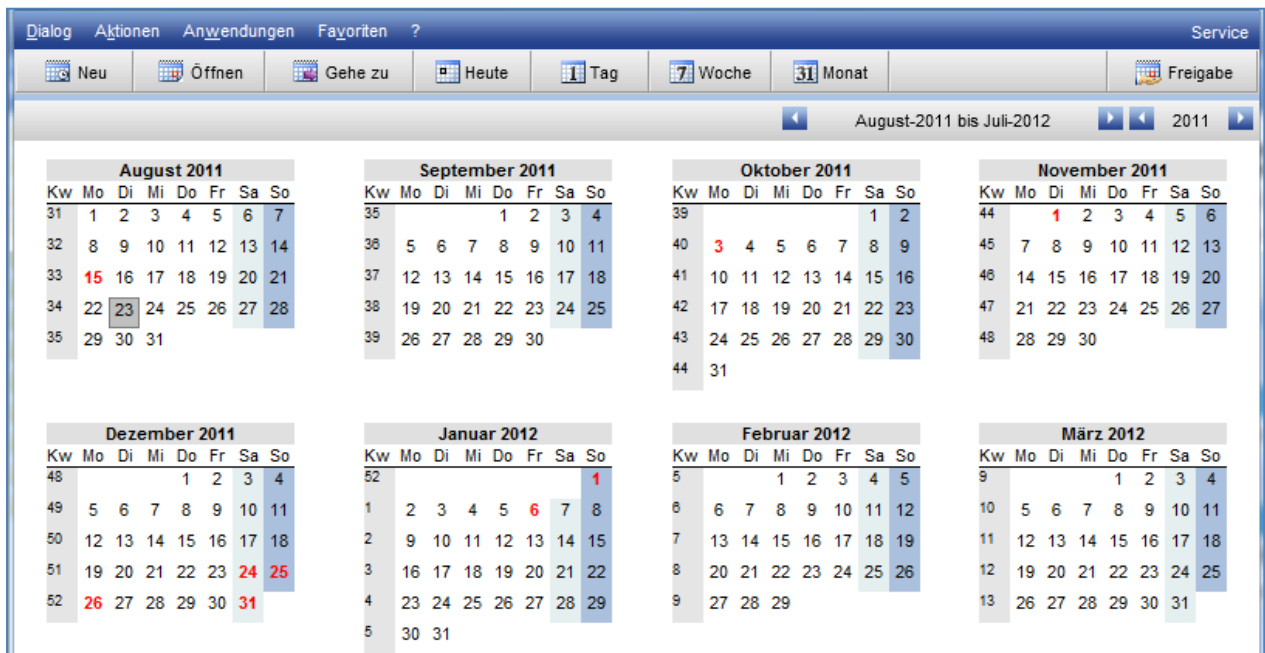 Dialog Aktionen Anwendungen Favoriten ? Service
Neu Öffnen Gehe zu Heute 1 Tag 7 Woche 31 Monat Freigabe
August-2011 bis Juli-2012 2011
August 2011 September 2011 Oktober 2011 November 2011
Kw Mo Di Mi Do Fr Sa So Kw Mo Di Mi Do Fr Sa So Kw Mo Di Mi Do Fr Sa So Kw Mo Di Mi Do Fr Sa So
31 1 2 3 4 5 6 7 35 1 2 3 4 39 1 2 44 1 2 3 4 5 6
32 8 9 10 11 12 13 14 36 5 6 7 8 9 10 11 40 3 4 5 6 7 8 9 45 7 8 9 10 11 12 13
33 15 16 17 18 19 20 21 37 12 13 14 15 16 17 18 41 10 11 12 13 14 15 16 46 14 15 16 17 18 19 20
34 22 23 24 25 26 27 28 38 19 20 21 22 23 24 25 42 17 18 19 20 21 22 23 47 21 22 23 24 25 26 27
35 29 30 31 39 26 27 28 29 30 43 24 25 26 27 28 29 30 48 28 29 30
44 31
Dezember 2011 Januar 2012 Februar 2012 März 2012
Kw Mo Di Mi Do Fr Sa So Kw Mo Di Mi Do Fr Sa So Kw Mo Di Mi Do Fr Sa So Kw Mo Di Mi Do Fr Sa So
48 1 2 3 4 52 1 5 1 2 3 4 5 9 1 2 3 4
49 5 6 7 8 9 10 11 1 2 3 4 5 6 7 8 6 6 7 8 9 10 11 12 10 5 6 7 8 9 10 11
50 12 13 14 15 16 17 18 2 9 10 11 12 13 14 15 7 13 14 15 16 17 18 19 11 12 13 14 15 16 17 18
51 19 20 21 22 23 24 25 3 16 17 18 19 20 21 22 8 20 21 22 23 24 25 26 12 19 20 21 22 23 24 25
52 26 27 28 29 30 31 4 23 24 25 26 27 28 29 9 27 28 29 13 26 27 28 29 30 31
5 30 31